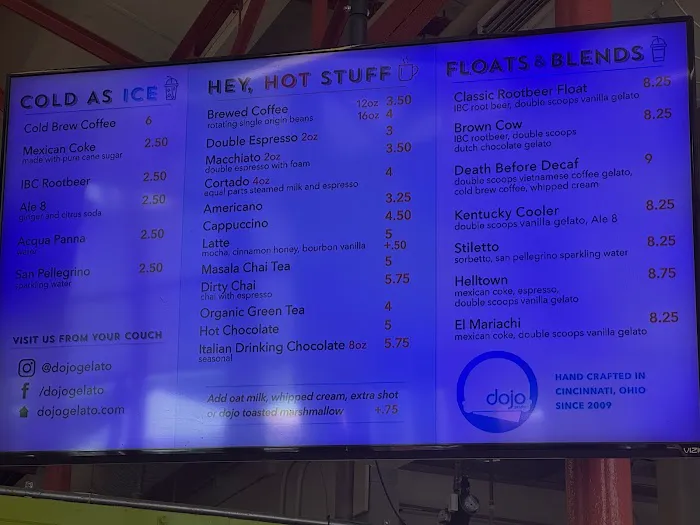 COLD AS ICE
Cold Brew Coffee 6
Mexican Coke 2.50
made with pure cane sugar
IBC Rootbeer 2.50
Ale 8 2.50
ginger and citrus soda
Acqua Panna 2.50
San Pellegrino 2.50
sparkling water
VISIT US FROM YOUR COUCH
@dojogelato
/dojogelato
dojogelato.com
HEY, HOT STUFF
Brewed Coffee 12oz 3.50
rotating single origin beans 16oz 4
Double Espresso 2oz 3
Macchiato 2oz 3.50
double espresso with foam
Cortado 4oz 4
equal parts steamed milk and espresso
Americano 3.25
Cappuccino 4.50
Latte 5
mocha, cinnamon honey, bourbon vanilla +.50
Masala Chai Tea 5
Dirty Chai 5.75
chai with espresso
Organic Green Tea 4
Hot Chocolate 5
Italian Drinking Chocolate 8oz 5.75
seasonal
Add oat milk, whipped cream, extra shot
or dojo toasted marshmallow +.75
FLOATS & BLENDS
Classic Rootbeer Float 8.25
IBC root beer, double scoops vanilla gelato
Brown Cow 8.25
IBC rootbeer, double scoops
dutch chocolate gelato
Death Before Decaf 9
double scoops vietnamese coffee gelato,
cold brew coffee, whipped cream
Kentucky Cooler 8.25
double scoops vanilla gelato, Ale 8
Stiletto 8.25
sorbetto, san pellegrino sparkling water
Helltown 8.75
mexican coke, espresso,
double scoops vanilla gelato
El Mariachi 8.25
mexican coke, double scoops vanilla gelato
dojo
HAND CRAFTED IN
CINCINNATI, OHIO
SINCE 2009
VIZIO